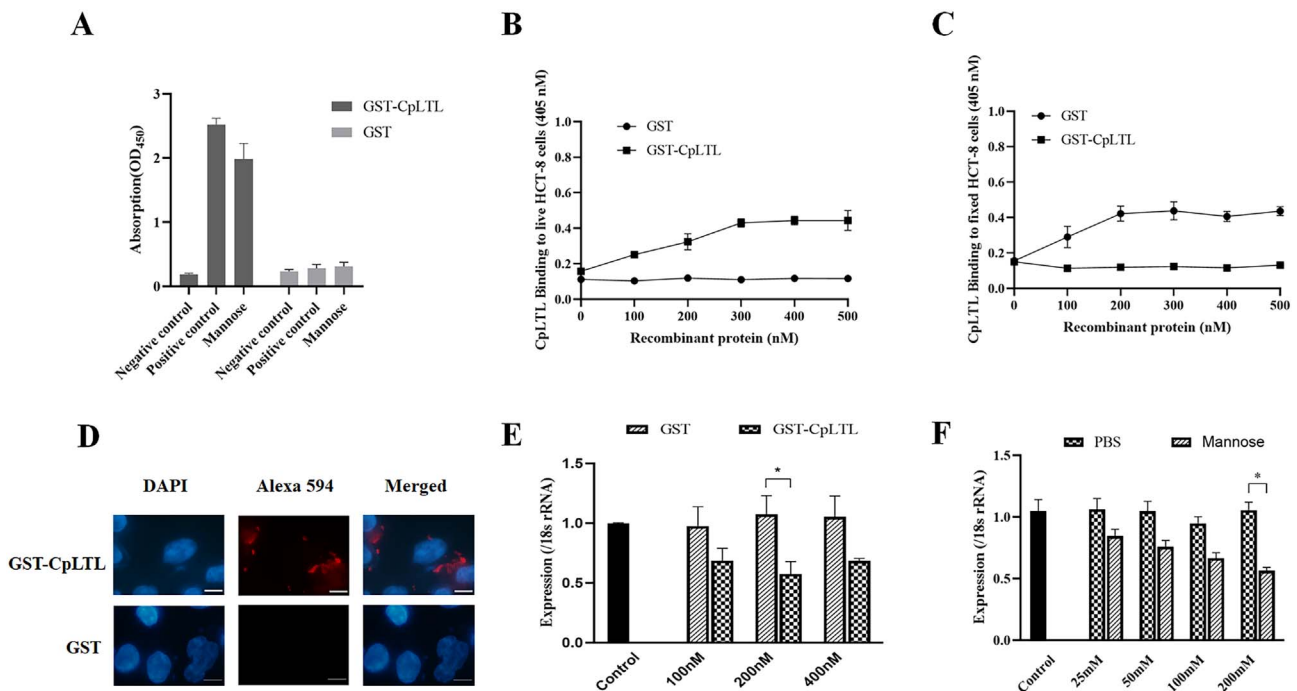 A
Absorption(OD450)
3
2
1
0
GST-CpLTL
GST
Negative control
Positive control
Mannose
Negative control
Positive control
Mannose
B
CpLTL Binding to live HCT-8 cells (405 nM)
1.0
0.8
0.6
0.4
0.2
0.0
GST
GST-CpLTL
0
100
200
300
400
500
Recombinant protein (nM)
C
CpLTL Binding to fixed HCT-8 cells (405 nM)
1.0
0.8
0.6
0.4
0.2
0.0
GST
GST-CpLTL
0
100
200
300
400
500
Recombinant protein (nM)
D
DAPI
Alexa 594
Merged
GST-CpLTL
GST
E
GST
GST-CpLTL
Expression (/18s rRNA)
1.5
1.0
0.5
0.0
*
Control
100nM
200nM
400nM
F
PBS
Mannose
Expression (/18s rRNA)
1.5
1.0
0.5
0.0
*
Control
25mM
50mM
100mM
200mM